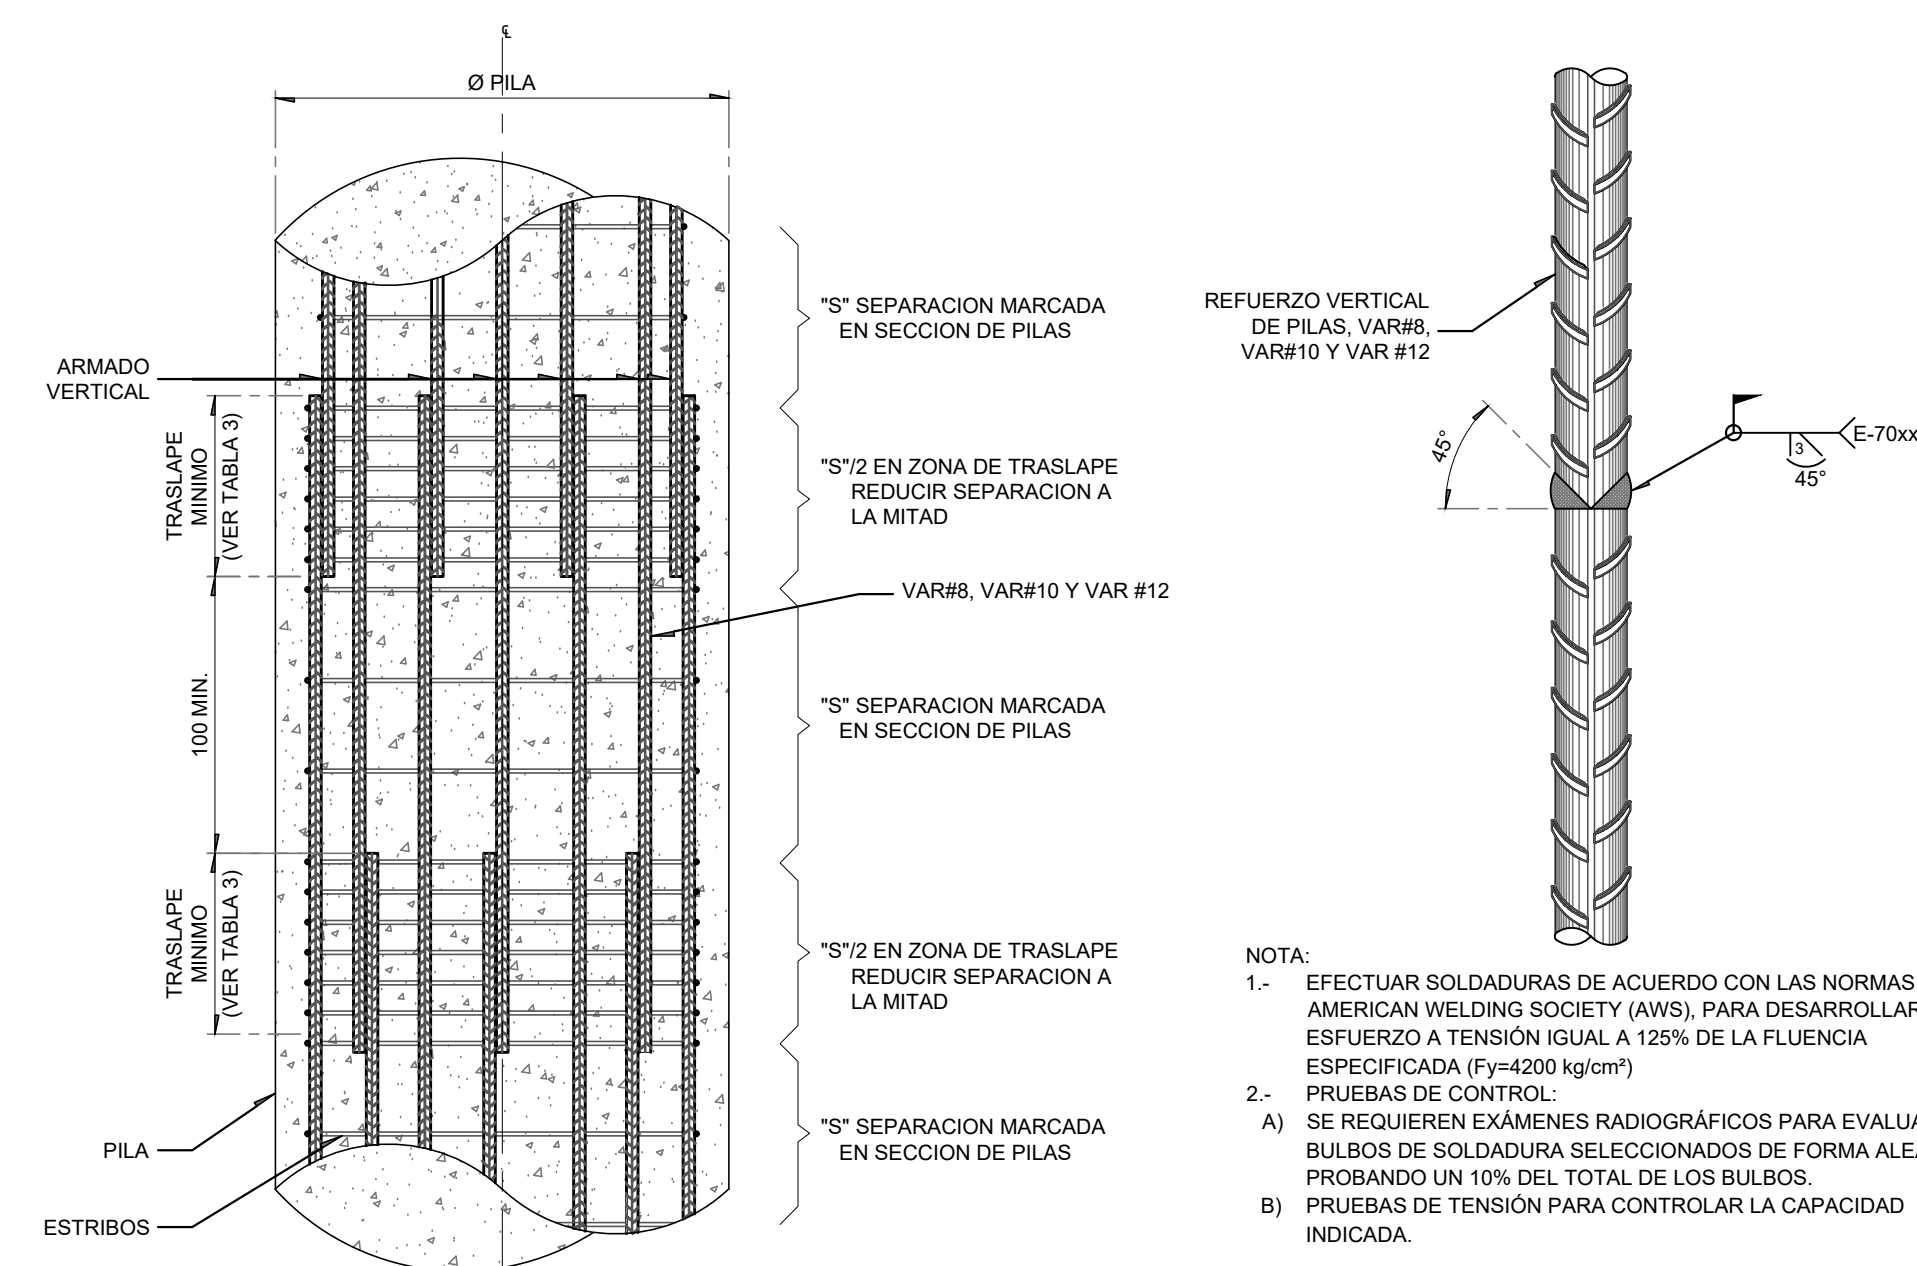 ℄
Ø PILA
"S" SEPARACION MARCADA
EN SECCION DE PILAS
ARMADO
VERTICAL
TRASLAPE
MINIMO
(VER TABLA 3)
"S"/2 EN ZONA DE TRASLAPE
REDUCIR SEPARACION A
LA MITAD
VAR#8, VAR#10 Y VAR #12
100 MIN.
"S" SEPARACION MARCADA
EN SECCION DE PILAS
TRASLAPE
MINIMO
(VER TABLA 3)
"S"/2 EN ZONA DE TRASLAPE
REDUCIR SEPARACION A
LA MITAD
PILA
"S" SEPARACION MARCADA
EN SECCION DE PILAS
ESTRIBOS
REFUERZO VERTICAL
DE PILAS, VAR#8,
VAR#10 Y VAR #12
45°
E-70xx
3
45°
NOTA:
1.- EFECTUAR SOLDADURAS DE ACUERDO CON LAS NORMAS
AMERICAN WELDING SOCIETY (AWS), PARA DESARROLLAR
ESFUERZO A TENSIÓN IGUAL A 125% DE LA FLUENCIA
ESPECIFICADA (Fy=4200 kg/cm²)
2.- PRUEBAS DE CONTROL:
A) SE REQUIEREN EXÁMENES RADIOGRÁFICOS PARA
BULBOS DE SOLDADURA SELECCIONADOS DE FORMA
PROBANDO UN 10% DEL TOTAL DE LOS BULBOS.
B) PRUEBAS DE TENSIÓN PARA CONTROLAR LA CAPACIDAD
INDICADA.